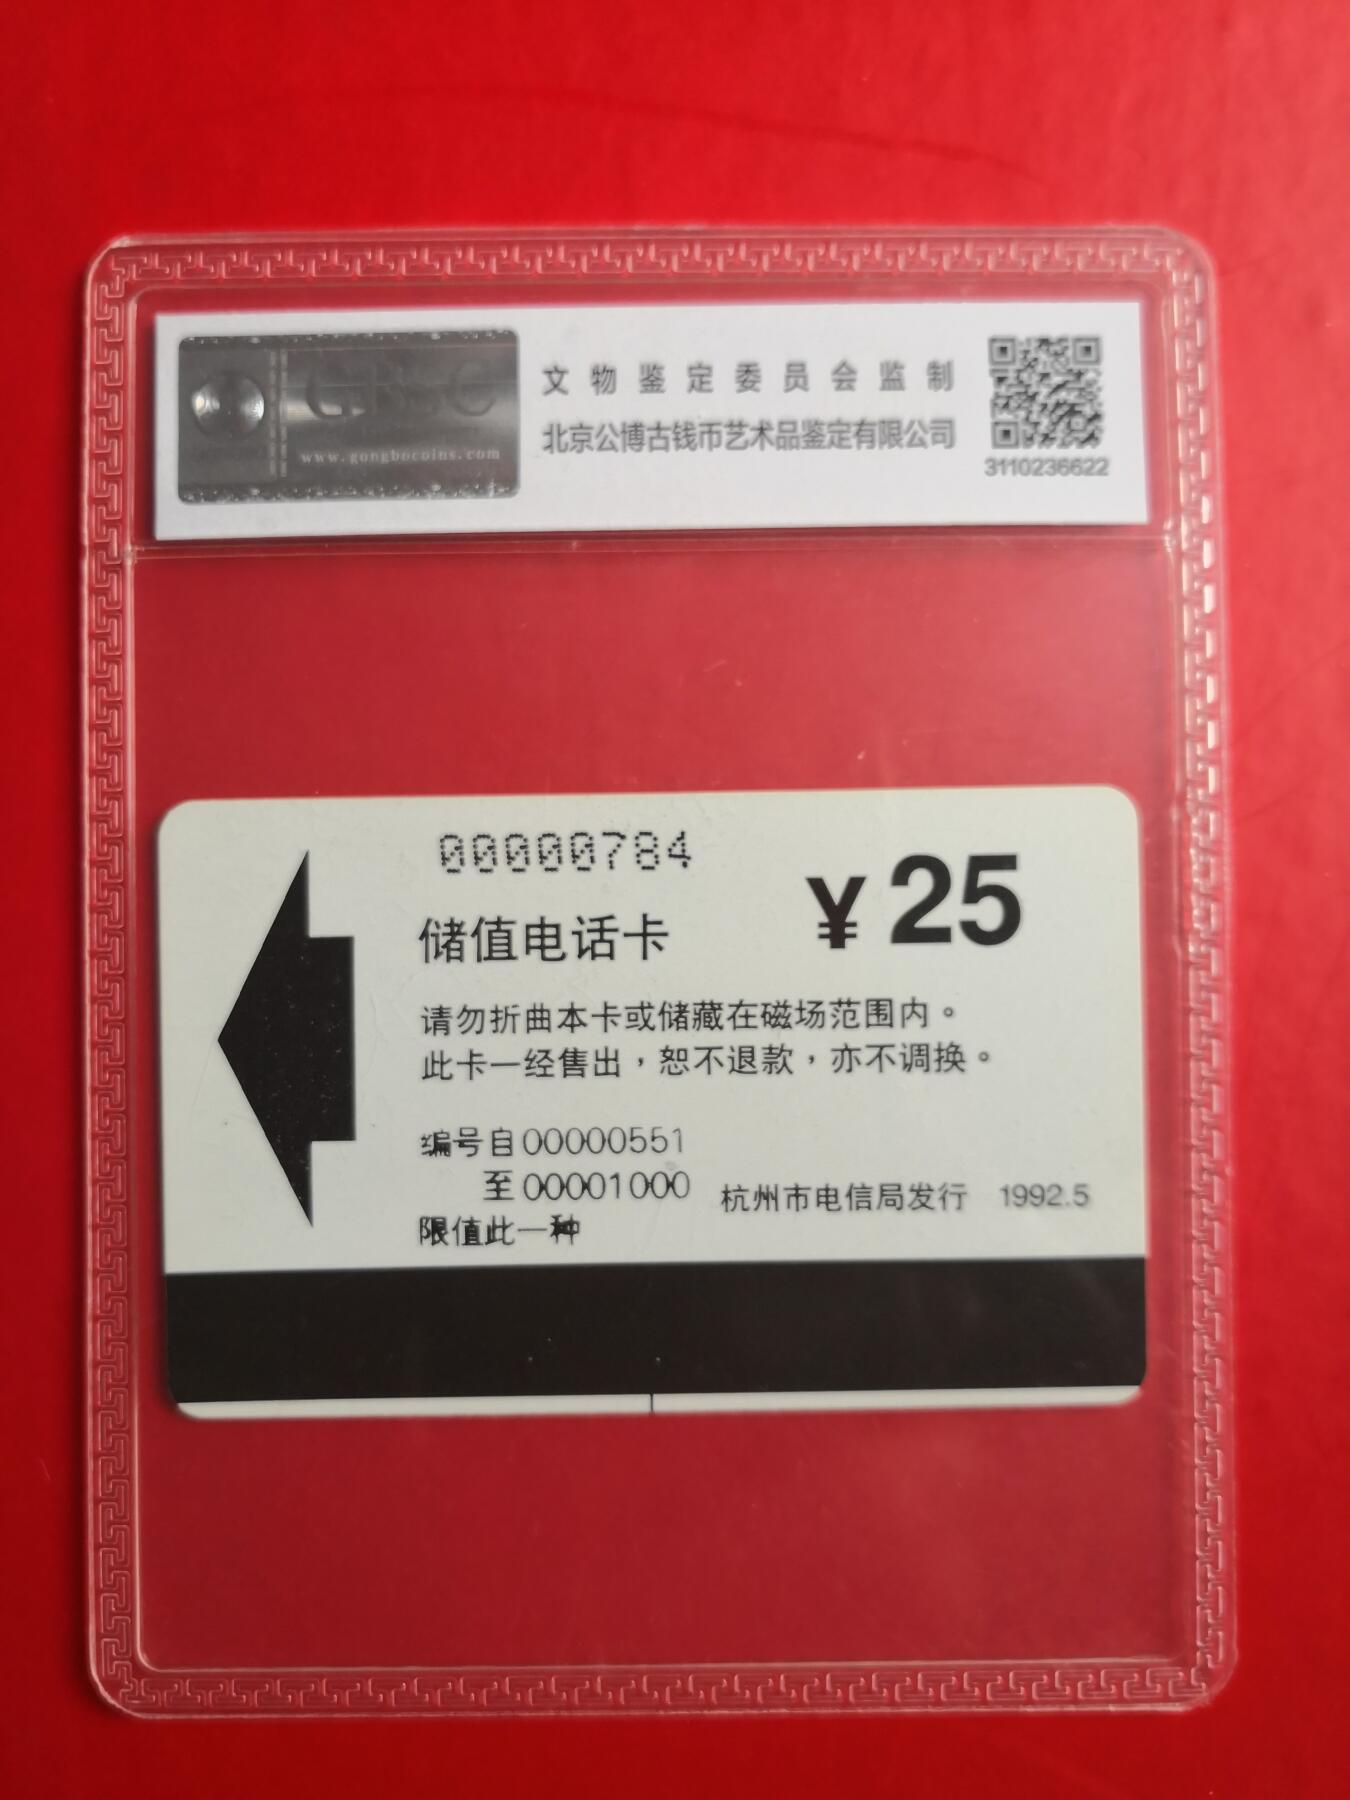 www.gongbocoins.com
文物鉴定委员会监制
北京公博古钱币艺术品鉴定有限公司
3110236622
00000784
储值电话卡
¥25
请勿折曲本卡或储藏在磁场范围内。
此卡一经售出，恕不退款，亦不调换。
编号自00000551
至00001000
限值此一种
杭州市电信局发行 1992.5